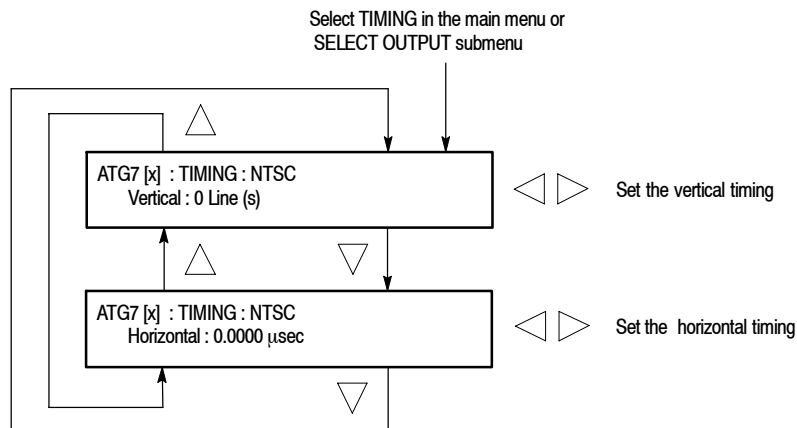 Select TIMING in the main menu or
SELECT OUTPUT submenu
ATG7 [x] : TIMING : NTSC
Vertical : 0 Line (s)
Set the vertical timing
ATG7 [x] : TIMING : NTSC
Horizontal : 0.0000 μsec
Set the horizontal timing